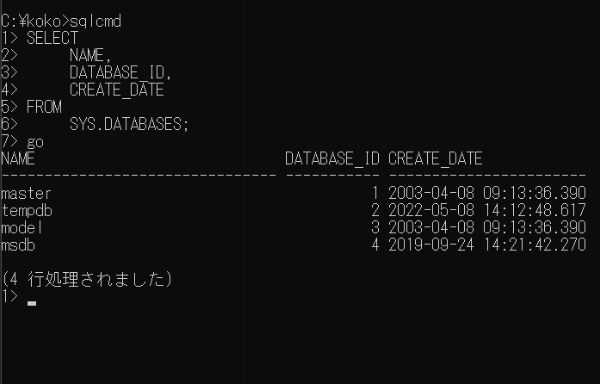 C:¥koko>sqlcmd
1> SELECT
2>      NAME,
3>      DATABASE_ID,
4>      CREATE_DATE
5> FROM
6>      SYS.DATABASES;
7> go
NAME                             DATABASE_ID CREATE_DATE
-------------------------------- ----------- -----------------------
master                                     1 2003-04-08 09:13:36.390
tempdb                                     2 2022-05-08 14:12:48.617
model                                      3 2003-04-08 09:13:36.390
msdb                                       4 2019-09-24 14:21:42.270
(4 行処理されました)
1>